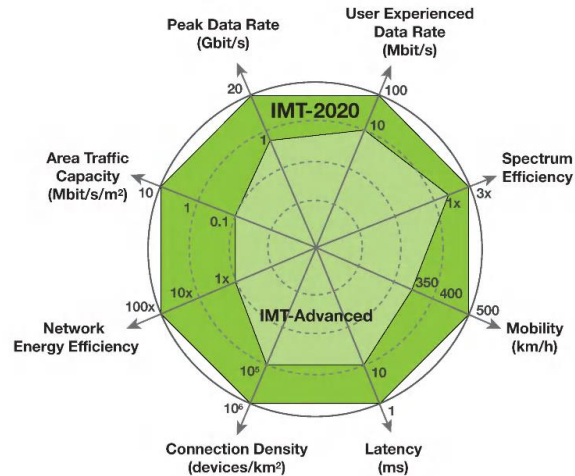 Peak Data Rate
(Gbit/s)
User Experienced
Data Rate
(Mbit/s)
20
100
IMT-2020
1
10
Area Traffic
Capacity
(Mbit/s/m²)
Spectrum
Efficiency
10
1
0.1
1x
3x
1x
350
400
500
10x
100x
Network
Energy Efficiency
Mobility
(km/h)
IMT-Advanced
10⁵
10
10⁶
1
Connection Density
(devices/km²)
Latency
(ms)